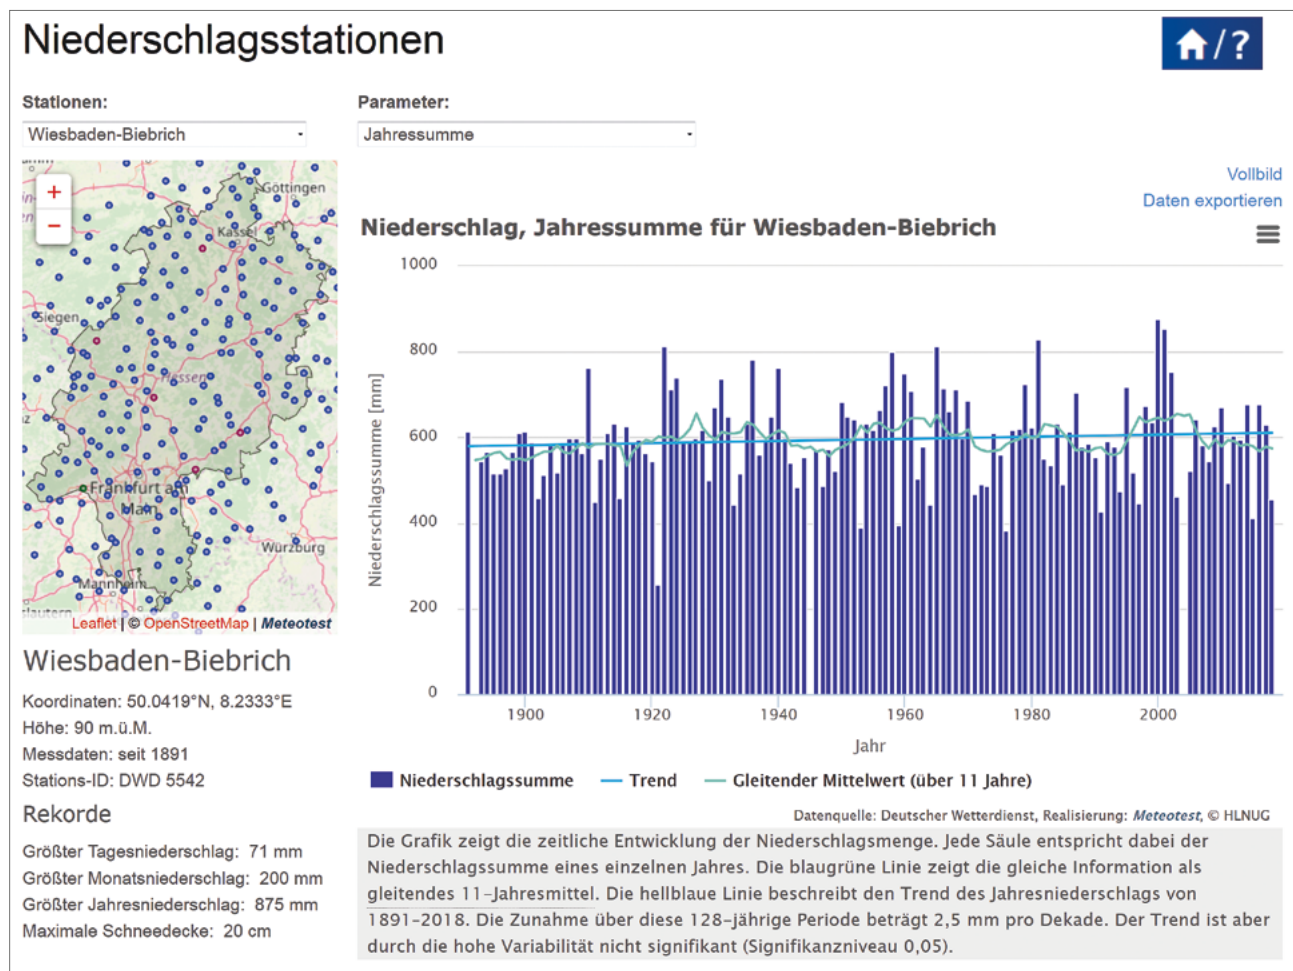 Niederschlagsstationen
/?
Stationen:
Parameter:
Wiesbaden-Biebrich
Jahressumme
Vollbild
Daten exportieren
+
−
Göttingen
Kassel
Siegen
Hessen
Frankfurt am
Main
Würzburg
Mannheim
slautern
Leaflet | © OpenStreetMap | Meteotest
Niederschlag, Jahressumme für Wiesbaden-Biebrich
Niederschlagssumme [mm]
1000
800
600
400
200
0
1900 1920 1940 1960 1980 2000
Jahr
Niederschlagssumme Trend Gleitender Mittelwert (über 11 Jahre)
Datenquelle: Deutscher Wetterdienst, Realisierung: Meteotest, © HLNUG
Wiesbaden-Biebrich
Koordinaten: 50.0419°N, 8.2333°E
Höhe: 90 m.ü.M.
Messdaten: seit 1891
Stations-ID: DWD 5542
Rekorde
Größter Tagesniederschlag: 71 mm
Größter Monatsniederschlag: 200 mm
Größter Jahresniederschlag: 875 mm
Maximale Schneedecke: 20 cm
Die Grafik zeigt die zeitliche Entwicklung der Niederschlagsmenge. Jede Säule entspricht dabei der
Niederschlagssumme eines einzelnen Jahres. Die blaugrüne Linie zeigt die gleiche Information als
gleitendes 11-Jahresmittel. Die hellblaue Linie beschreibt den Trend des Jahresniederschlags von
1891-2018. Die Zunahme über diese 128-jährige Periode beträgt 2,5 mm pro Dekade. Der Trend ist aber
durch die hohe Variabilität nicht signifikant (Signifikanzniveau 0,05).